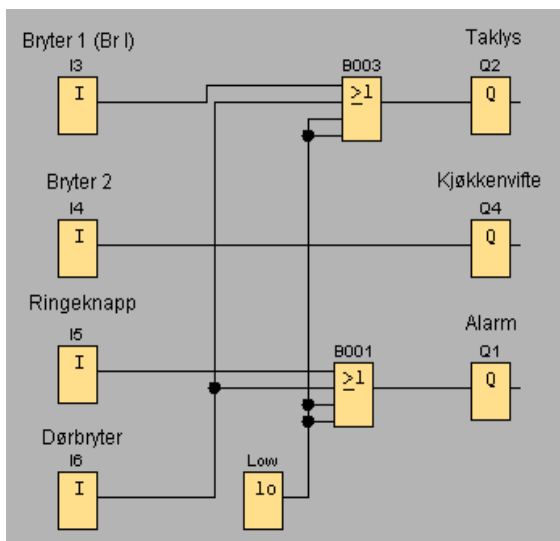 Bryter 1 (Br I)
I3
I
B003
≥1
Taklys
Q2
Q
Bryter 2
I4
I
Kjøkkenvifte
Q4
Q
Ringeknapp
I5
I
B001
≥1
Alarm
Q1
Q
Dørbryter
I6
I
Low
lo